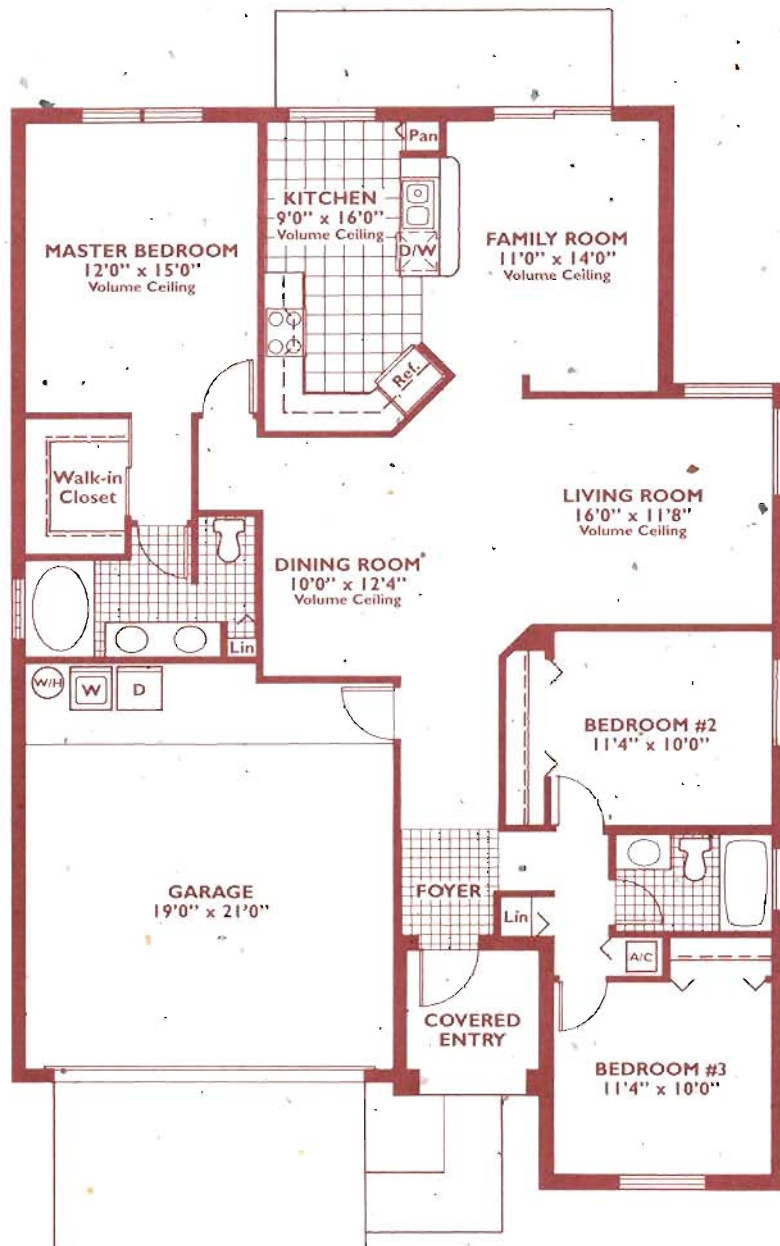 Pan
KITCHEN
9'0" x 16'0"
Volume Ceiling
D/W
FAMILY ROOM
11'0" x 14'0"
Volume Ceiling
MASTER BEDROOM
12'0" x 15'0"
Volume Ceiling
Ref.
Walk-in
Closet
LIVING ROOM
16'0" x 11'8"
Volume Ceiling
DINING ROOM
10'0" x 12'4"
Volume Ceiling
Lin
W/H
W
D
BEDROOM #2
11'4" x 10'0"
GARAGE
19'0" x 21'0"
FOYER
Lin
A/C
COVERED
ENTRY
BEDROOM #3
11'4" x 10'0"